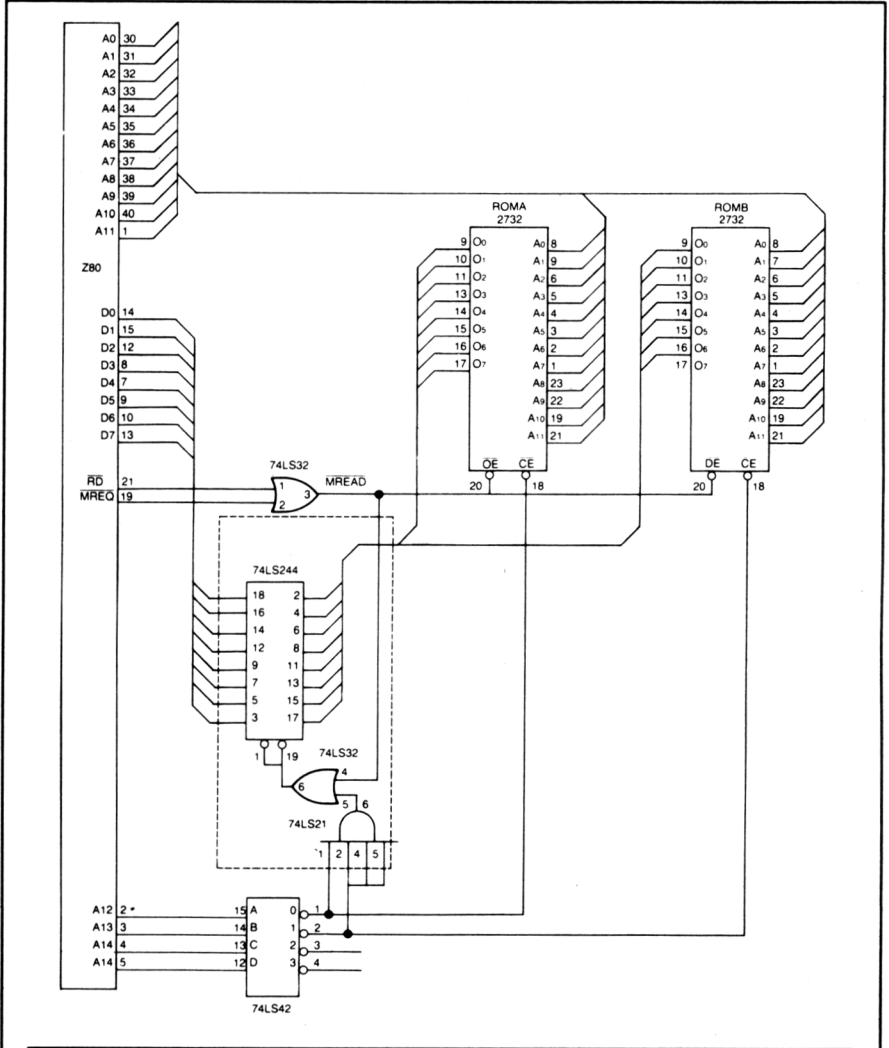 A0 30
A1 31
A2 32
A3 33
A4 34
A5 35
A6 36
A7 37
A8 38
A9 39
A10 40
A11 1
Z80
D0 14
D1 15
D2 12
D3 8
D4 7
D5 9
D6 10
D7 13
RD 21
MREQ 19
74LS32
1
2
3
MREAD
ROMA
2732
9 O0 A0 8
10 O1 A1 9
11 O2 A2 6
13 O3 A3 5
14 O4 A4 4
15 O5 A5 3
16 O6 A6 2
17 O7 A7 1
A8 23
A9 22
A10 19
A11 21
OE CE
20 18
ROMB
2732
9 O0 A0 8
10 O1 A1 7
11 O2 A2 6
13 O3 A3 5
14 O4 A4 4
15 O5 A5 3
16 O6 A6 2
17 O7 A7 1
A8 23
A9 22
A10 19
A11 21
DE CE
20 18
74LS244
18 2
16 4
14 6
12 8
9 11
7 13
5 15
3 17
1 19
74LS32
4
6
5 6
74LS21
1 2 4 5
A12 2* 15 A 0 1
A13 3 14 B 1 2
A14 4 13 C 2 3
A14 5 12 D 3 4
74LS42